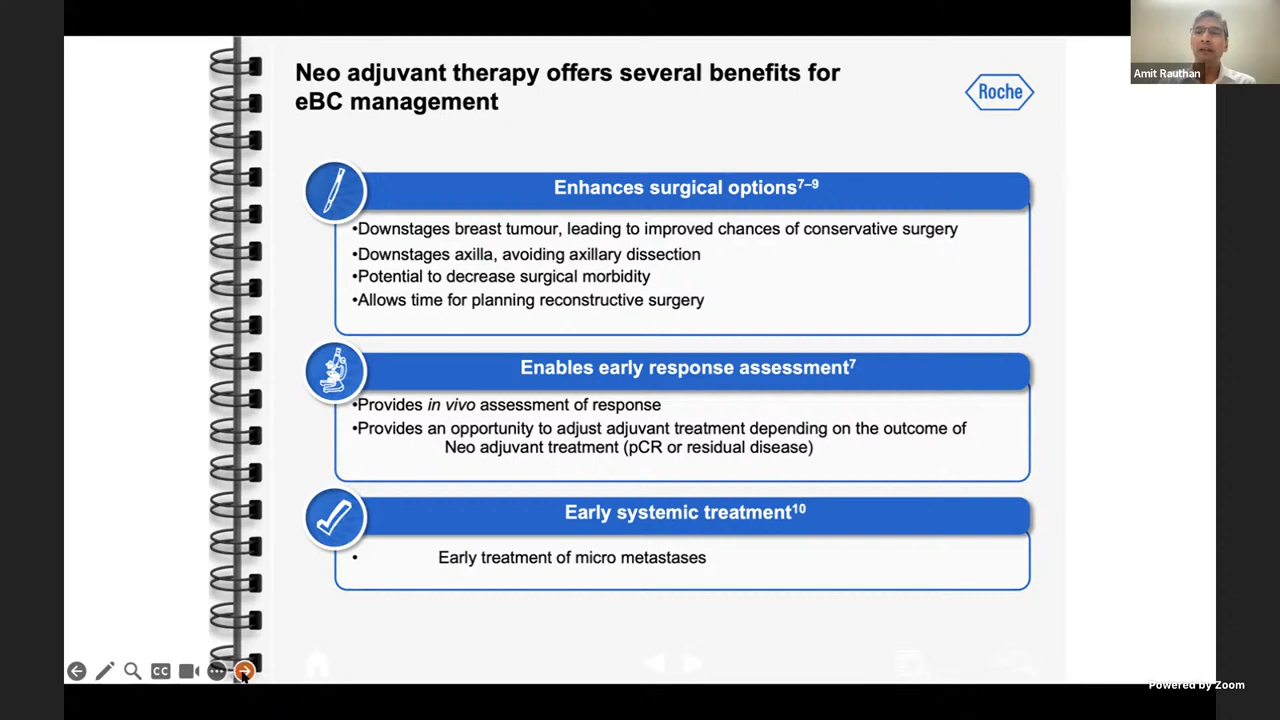 Neo adjuvant therapy offers several benefits for
eBC management
Roche
Amit Rauthan
Enhances surgical options7–9
•Downstages breast tumour, leading to improved chances of conservative surgery
•Downstages axilla, avoiding axillary dissection
•Potential to decrease surgical morbidity
•Allows time for planning reconstructive surgery
Enables early response assessment7
•Provides in vivo assessment of response
•Provides an opportunity to adjust adjuvant treatment depending on the outcome of
Neo adjuvant treatment (pCR or residual disease)
Early systemic treatment10
• Early treatment of micro metastases
CC
Powered by Zoom